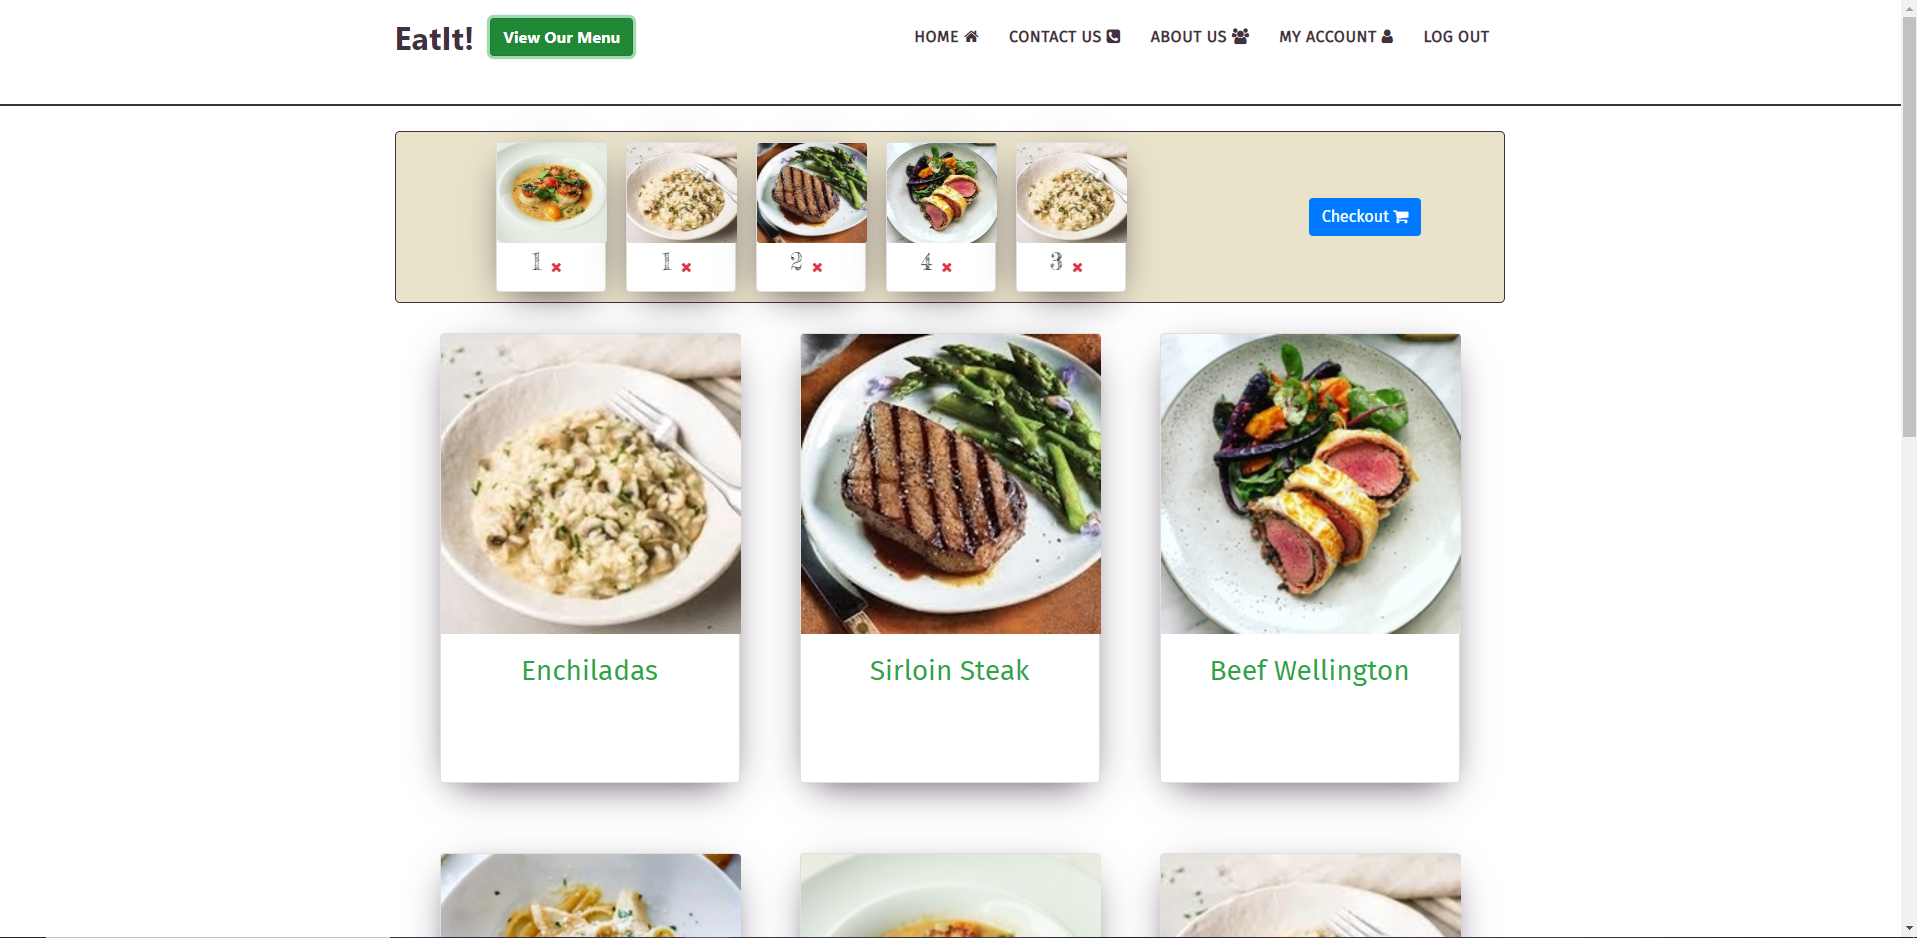 EatIt! View Our Menu HOME CONTACT US ABOUT US MY ACCOUNT LOG OUT
1 1 2 4 3
Checkout
Enchiladas Sirloin Steak Beef Wellington